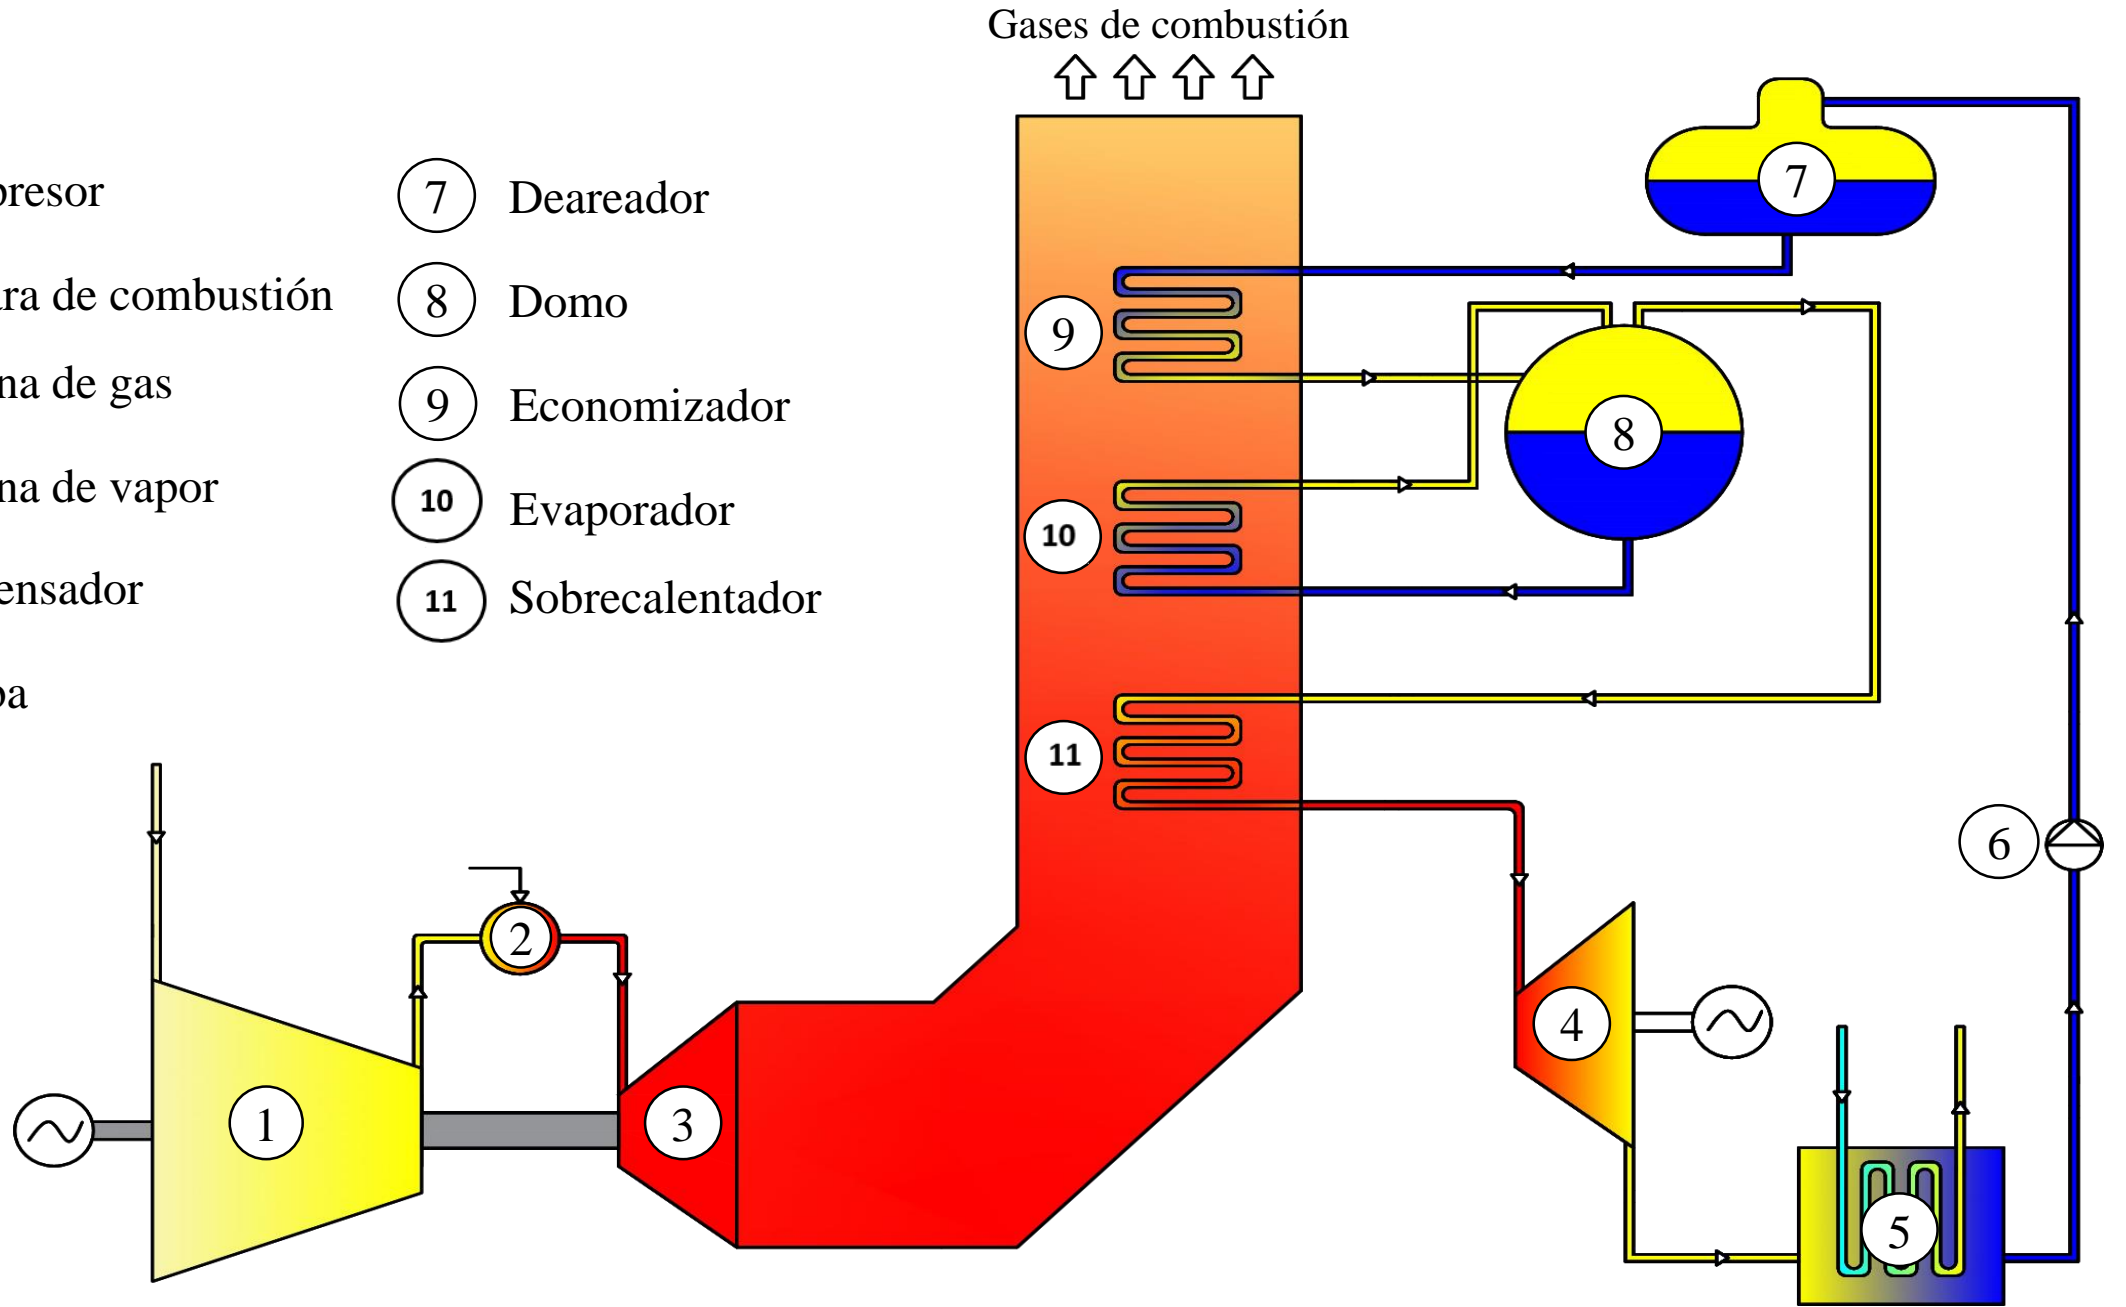 Gases de combustión
presor
ra de combustión
na de gas
na de vapor
ensador
a
7 Deareador
8 Domo
9 Economizador
10 Evaporador
11 Sobrecalentador
7
9
8
10
11
6
2
4
1
3
5